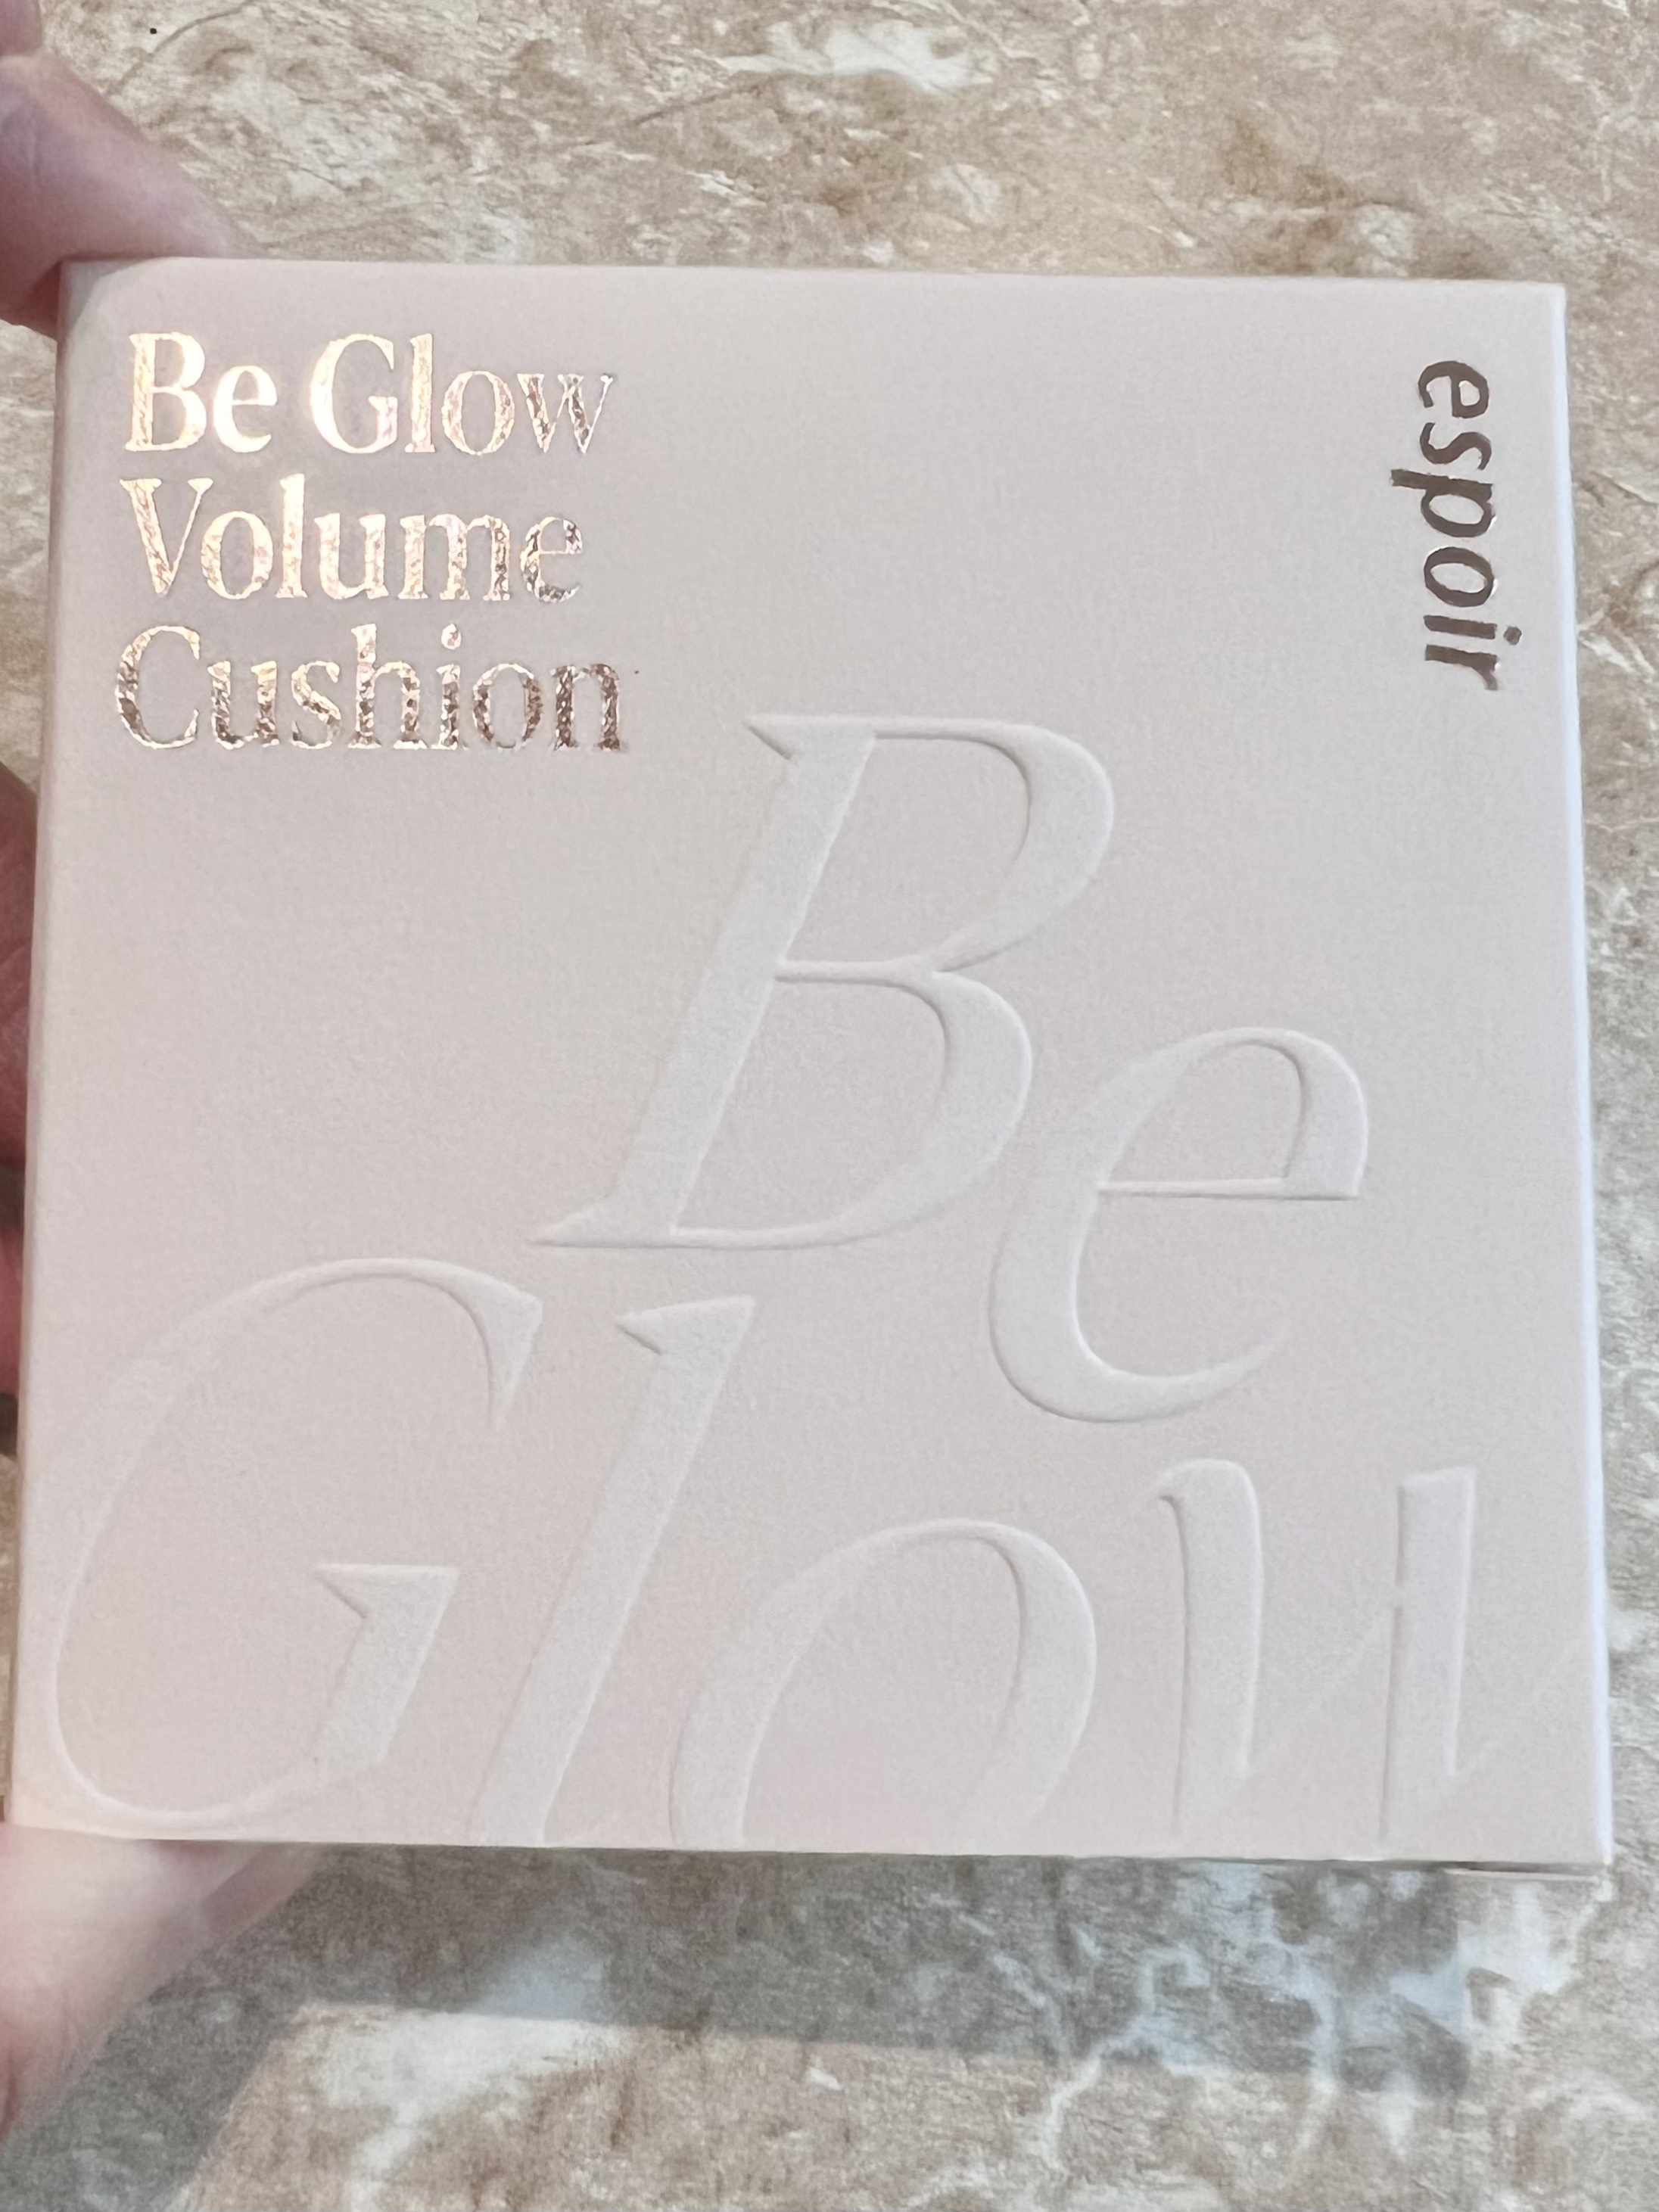 Be Glow
Volume
Cushion
espoir
Be
Glow